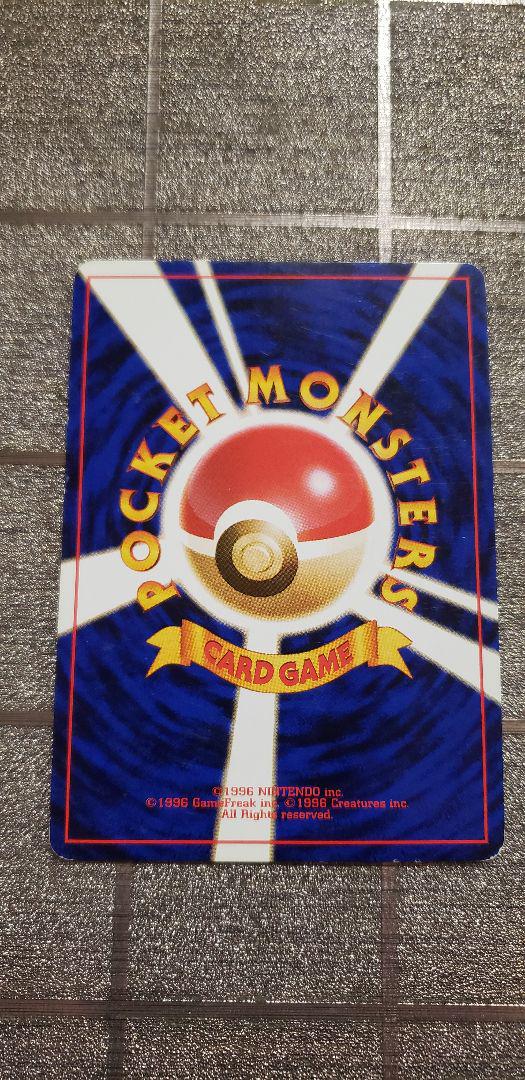 POCKET MONSTERS
CARD GAME
©1996 NINTENDO inc.
©1996 GameFreak inc. ©1996 Creatures inc.
All Rights reserved.